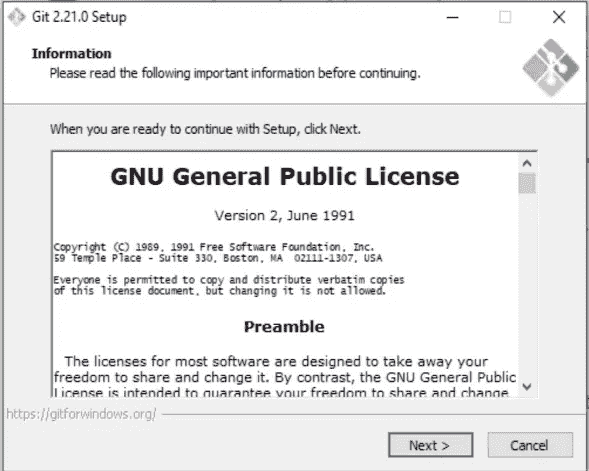 Git 2.21.0 Setup
Information
Please read the following important information before continuing.
When you are ready to continue with Setup, click Next.
GNU General Public License
Version 2, June 1991
Copyright (C) 1989, 1991 Free Software Foundation, Inc.
59 Temple Place - Suite 330, Boston, MA 02111-1307, USA
Everyone is permitted to copy and distribute verbatim copies
of this license document, but changing it is not allowed.
Preamble
The licenses for most software are designed to take away your
freedom to share and change it. By contrast, the GNU General Public
License is intended to guarantee your freedom to share and change
https://gitforwindows.org/
Next >
Cancel